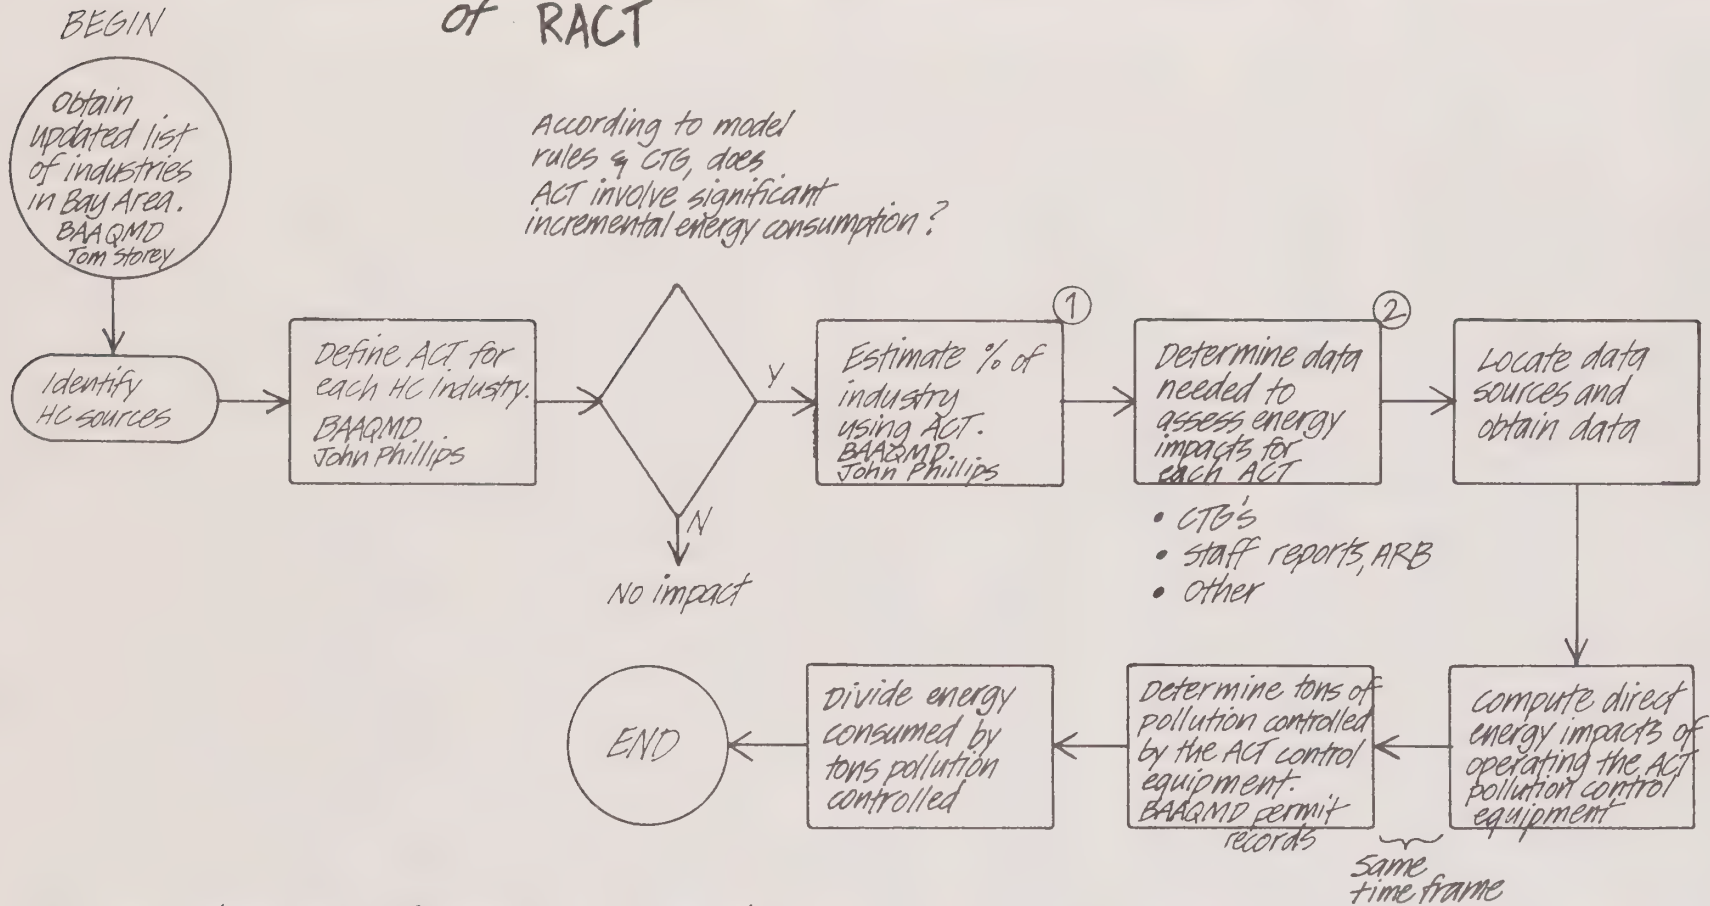 of RACT
BEGIN
Obtain
updated list
of industries
in Bay Area.
BAAQMD
Tom Storey
According to model
rules & CTG, does
ACT involve significant
incremental energy consumption?
Identify
HC sources
Define ACT for
each HC industry.
BAAQMD
John Phillips
Y
N
No impact
1
Estimate % of
industry
using ACT.
BAAQMD.
John Phillips
2
Determine data
needed to
assess energy
impacts for
each ACT
• CTG's
• Staff reports, ARB
• Other
Locate data
sources and
obtain data
Compute direct
energy impacts of
operating the ACT
pollution control
equipment
Same
time frame
Determine tons of
pollution controlled
by the ACT control
equipment.
BAAQMD permit
records
Divide energy
consumed by
tons pollution
controlled
END